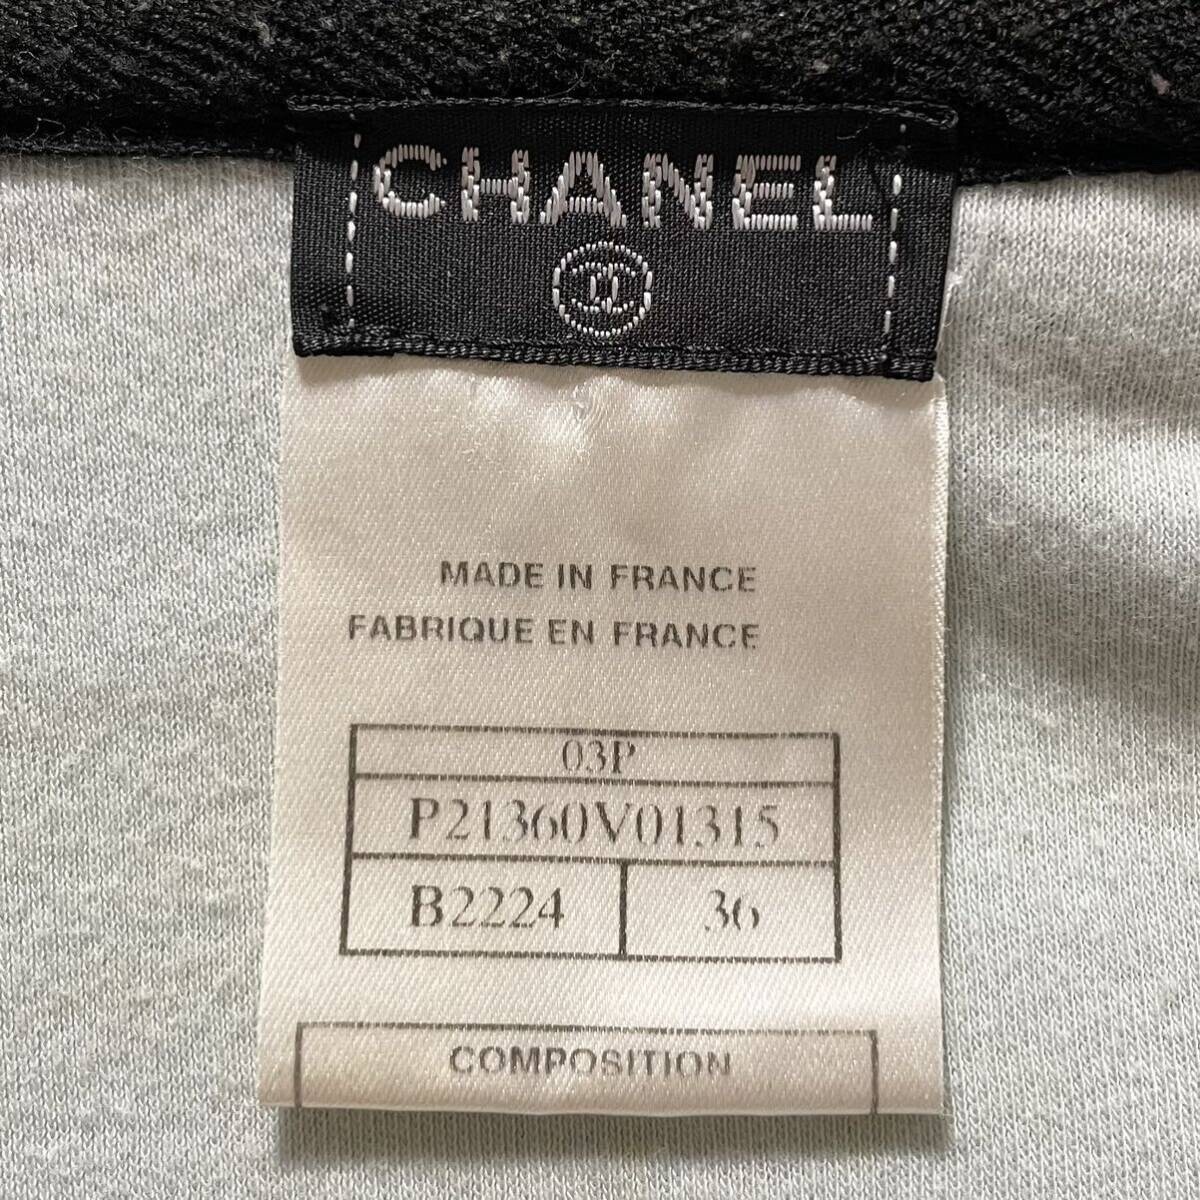 CHANEL
MADE IN FRANCE
FABRIQUE EN FRANCE
03P
P21360V01315
B2224 36
COMPOSITION